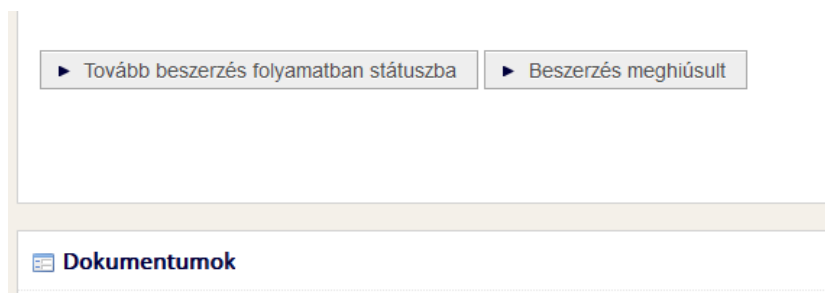 Tovább beszerzés folyamatban státuszba
Beszerzés meghiúsult
Dokumentumok